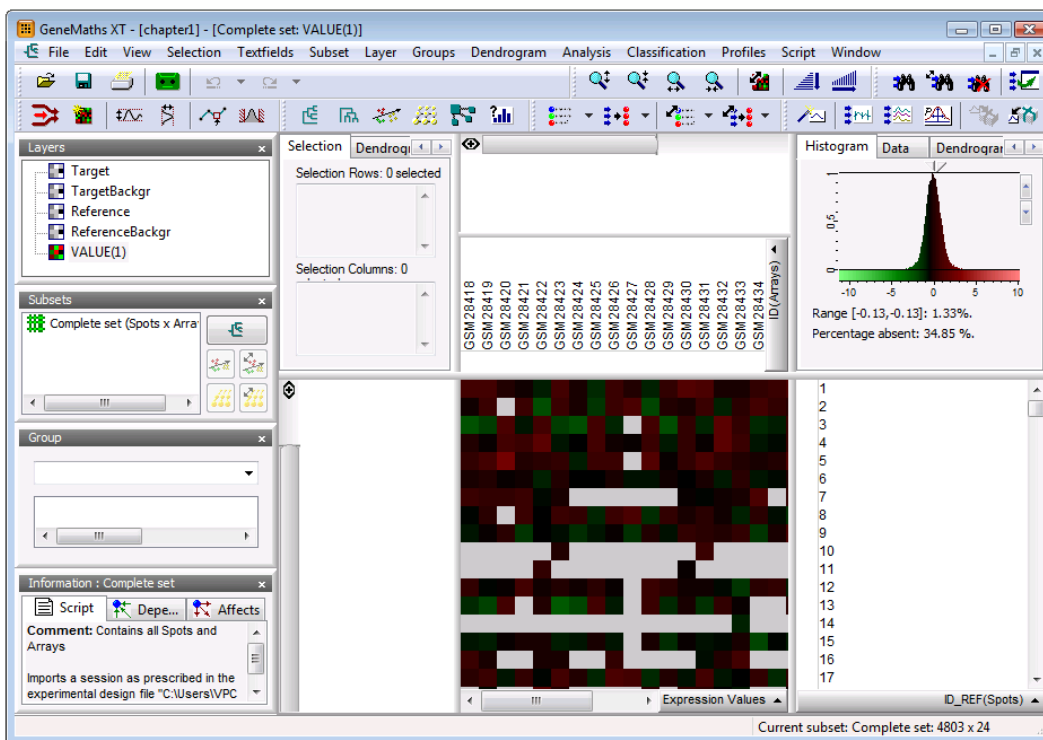 GeneMaths XT - [chapter1] - [Complete set: VALUE(1)]
File Edit View Selection Textfields Subset Layer Groups Dendrogram Analysis Classification Profiles Script Window
Layers
Target
TargetBackgr
Reference
ReferenceBackgr
VALUE(1)
Subsets
Complete set (Spots x Arra
Group
Information : Complete set
Script Depe... Affects
Comment: Contains all Spots and
Arrays
Imports a session as prescribed in the
experimental design file "C:\Users\VPC
Selection Dendrog
Selection Rows: 0 selected
Selection Columns: 0
GSM28418
GSM28419
GSM28420
GSM28421
GSM28422
GSM28423
GSM28424
GSM28425
GSM28426
GSM28427
GSM28428
GSM28429
GSM28430
GSM28431
GSM28432
GSM28433
GSM28434
ID(Arrays)
Histogram Data Dendrogra
1
0,5
0
-10 -5 0 5 10
Range [-0.13,-0.13]: 1.33%.
Percentage absent: 34.85 %.
1
2
3
4
5
6
7
8
9
10
11
12
13
14
15
16
17
Expression Values
ID_REF(Spots)
Current subset: Complete set: 4803 x 24